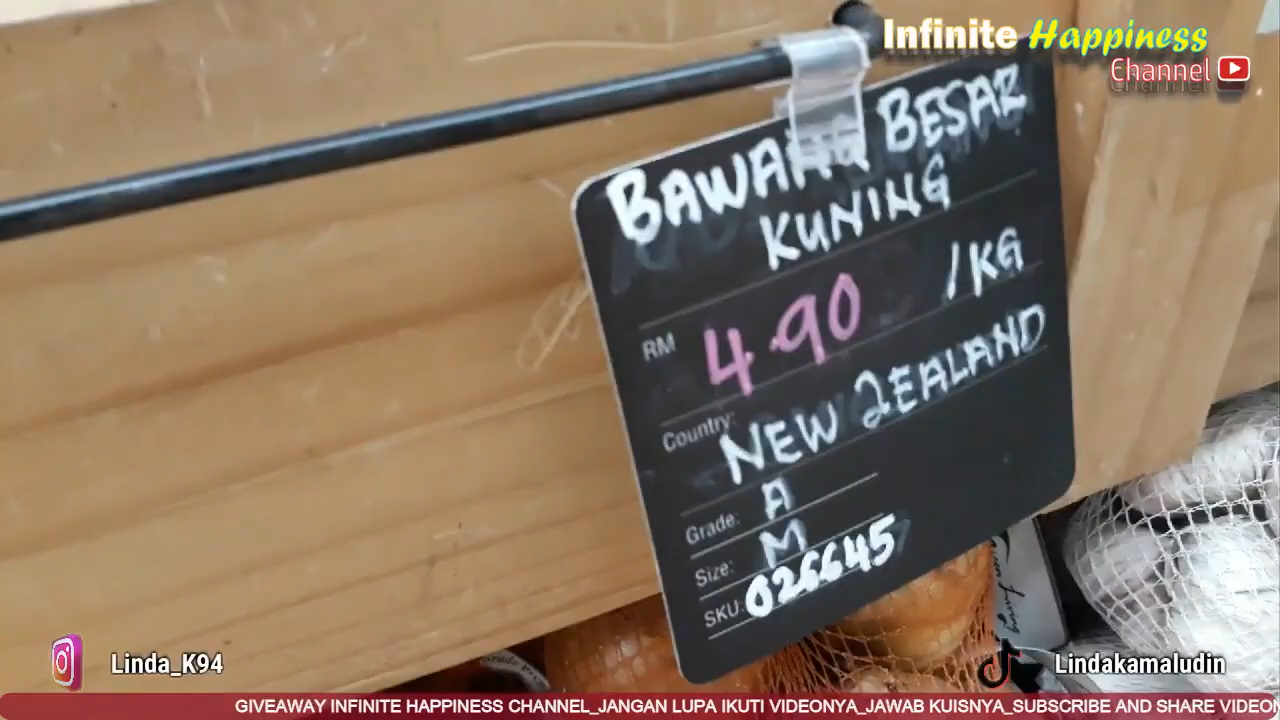 Infinite Happiness
Channel
BAWANG BESAR
KUNING
RM 4.90 /KG
Country: NEW ZEALAND
Grade: A
Size: M
SKU: 026645
Linda_K94
Lindakamaludin
GIVEAWAY INFINITE HAPPINESS CHANNEL_JANGAN LUPA IKUTI VIDEONYA_JAWAB KUISNYA_SUBSCRIBE AND SHARE VIDEON